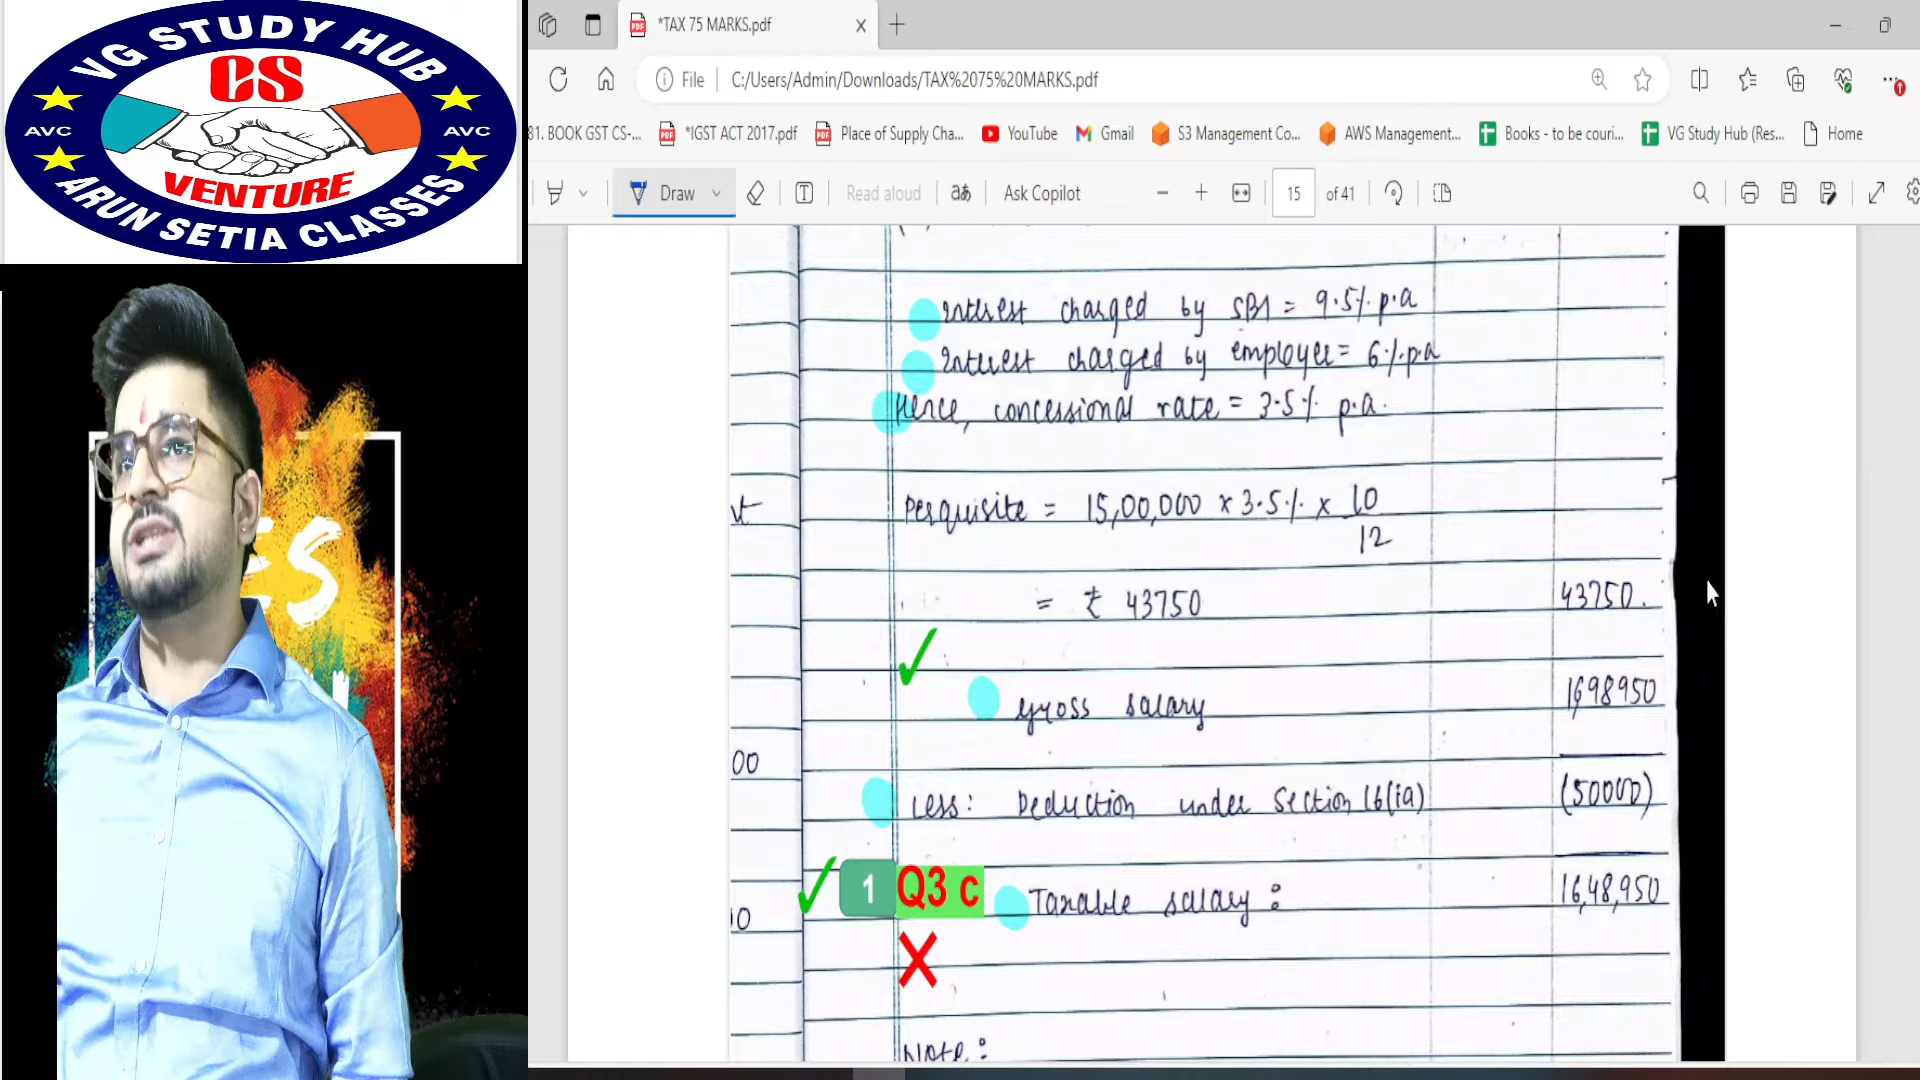 VG STUDY HUB
CS
AVC
AVC
VENTURE
ARUN SETIA CLASSES
*TAX 75 MARKS.pdf
File
C:/Users/Admin/Downloads/TAX%2075%20MARKS.pdf
31. BOOK GST CS-...
*IGST ACT 2017.pdf
Place of Supply Cha...
YouTube
Gmail
S3 Management Co...
AWS Management...
Books - to be couri...
VG Study Hub (Res...
Home
Draw
Read aloud
Ask Copilot
15
of 41
Interest charged by SBI = 9.5% p.a
Interest charged by employer = 6% p.a
Hence, concessional rate = 3.5% p.a.
Perquisite = 15,00,000 x 3.5% x 10
12
= ₹ 43750
43750.
Gross salary
1698950
00
Less: Deduction under Section 16(ia)
(50000)
1
Q3 c
Taxable salary :
16,48,950
10
Note :